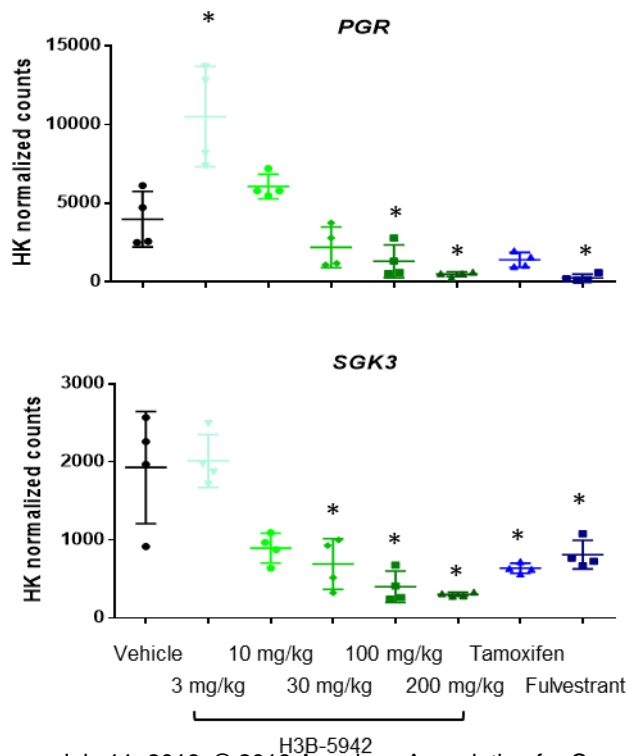 PGR
*
15000
10000
5000
0
HK normalized counts
* * *
SGK3
3000
2000
1000
0
HK normalized counts
* * * * *
Vehicle 10 mg/kg 100 mg/kg Tamoxifen
3 mg/kg 30 mg/kg 200 mg/kg Fulvestrant
H3B-5942